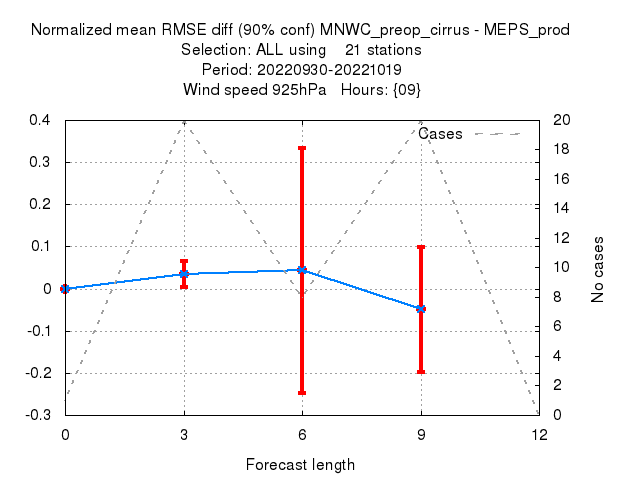 Normalized mean RMSE diff (90% conf) MNWC_preop_cirrus - MEPS_prod
Selection: ALL using    21 stations
Period: 20220930-20221019
Wind speed 925hPa   Hours: {09}
Cases
0.4
0.3
0.2
0.1
0
-0.1
-0.2
-0.3
20
18
16
14
12
10
8
6
4
2
0
No cases
0 3 6 9 12
Forecast length